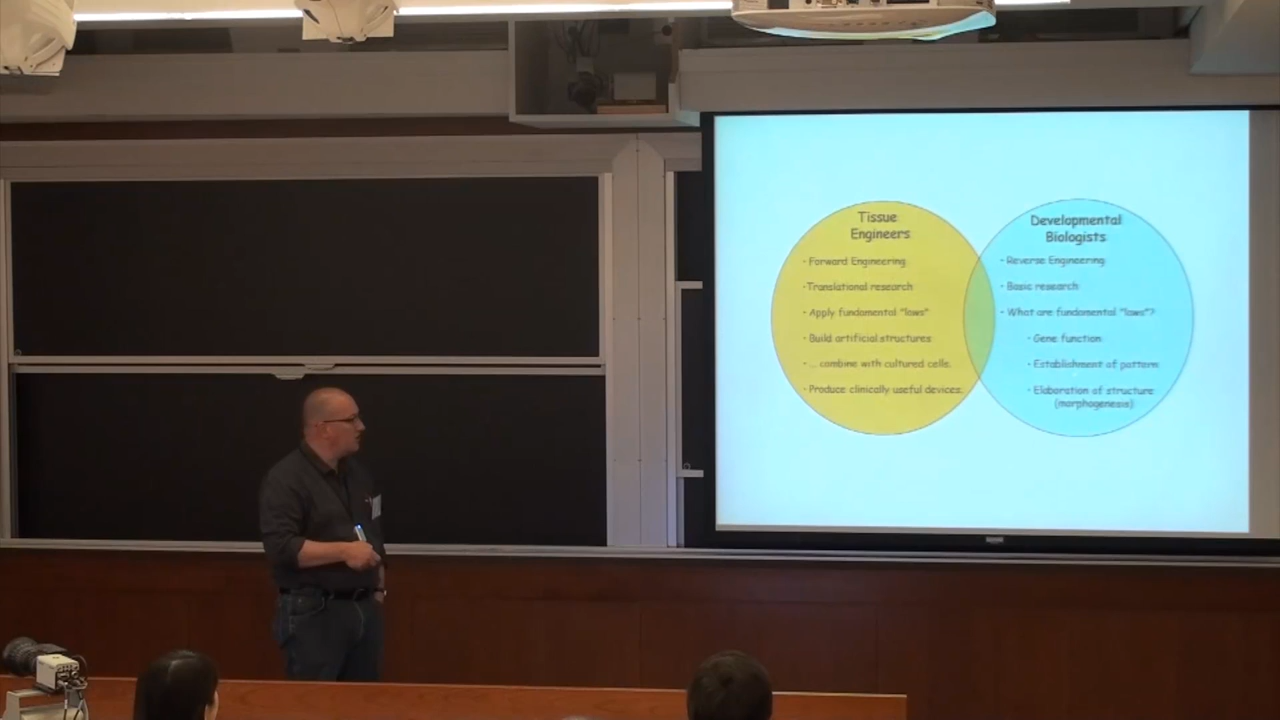 Tissue
Engineers
- Forward Engineering
-Translational research
- Apply fundamental "laws"
- Build artificial structures
- ... combine with cultured cells.
- Produce clinically useful devices.
Developmental
Biologists
- Reverse Engineering
- Basic research
- What are fundamental "laws"?
- Gene function
- Establishment of pattern
- Elaboration of structure
(morphogenesis)